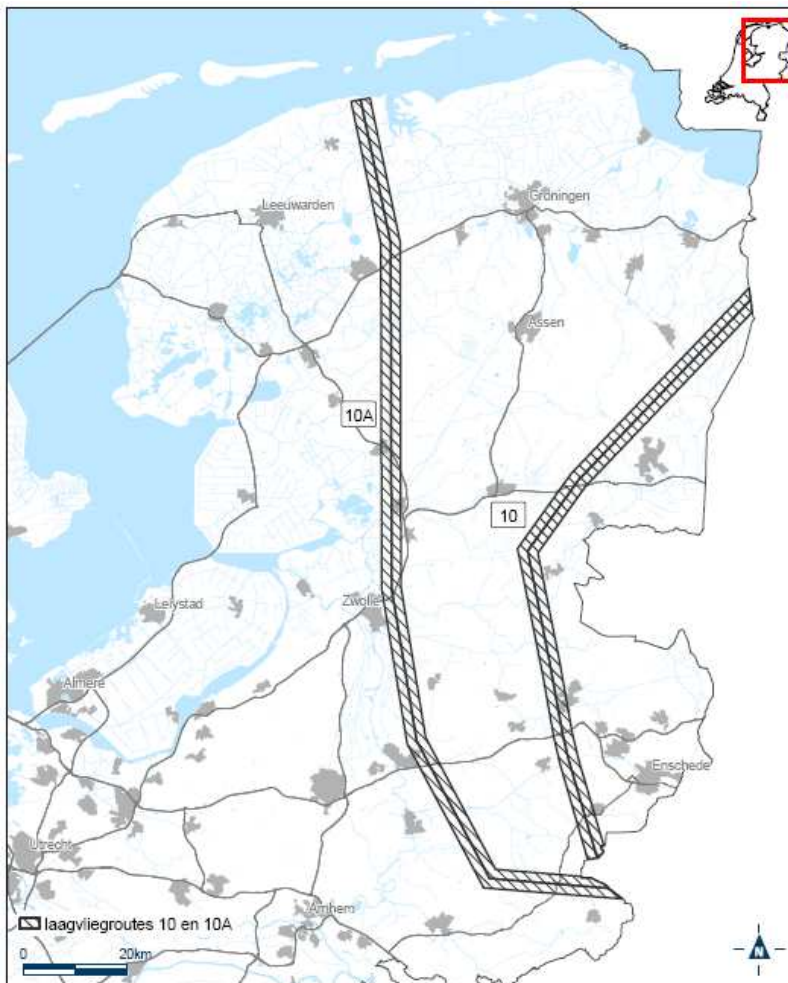 Leeuwarden
Groningen
Assen
10A
10
Zwolle
Lelystad
Almere
Enschede
Utrecht
Arnhem
laagvliegroutes 10 en 10A
0
20km
N